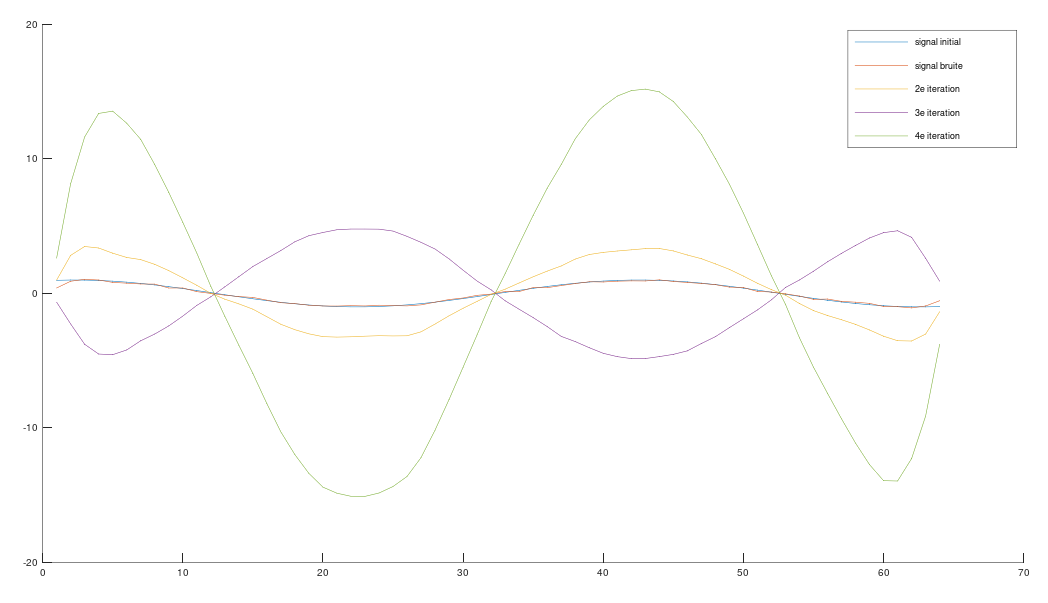 20
10
0
-10
-20
0 10 20 30 40 50 60 70
signal initial
signal bruite
2e iteration
3e iteration
4e iteration